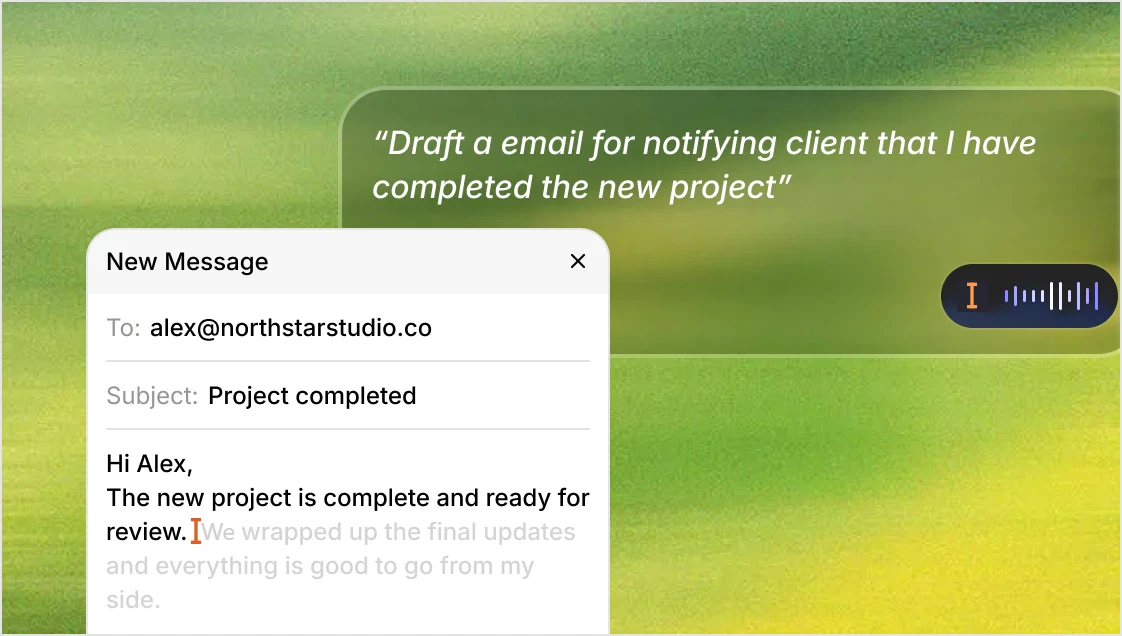 “Draft a email for notifying client that I have
completed the new project”
New Message
To: alex@northstarstudio.co
Subject: Project completed
Hi Alex,
The new project is complete and ready for
review. We wrapped up the final updates
and everything is good to go from my
side.